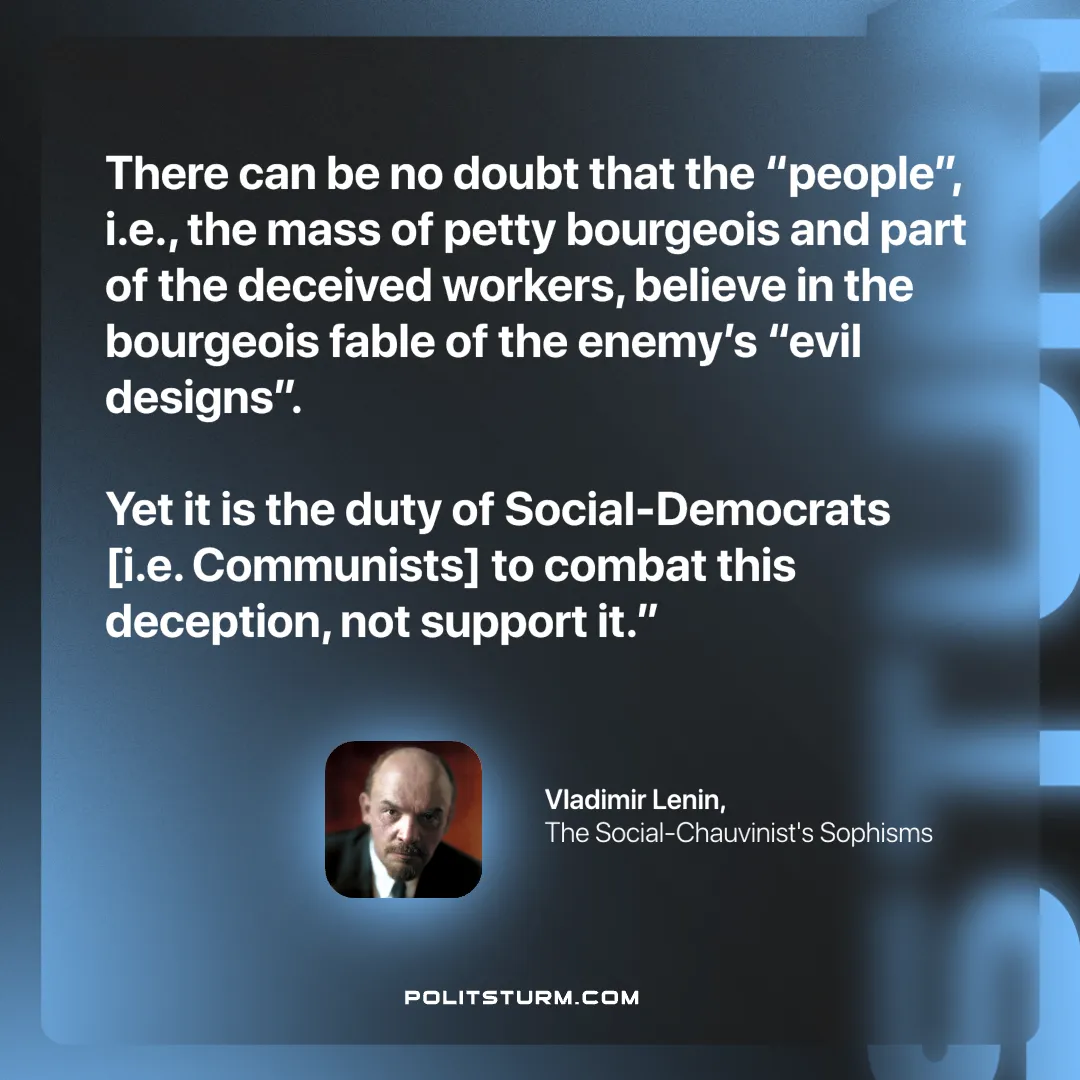 There can be no doubt that the “people”,
i.e., the mass of petty bourgeois and part
of the deceived workers, believe in the
bourgeois fable of the enemy’s “evil
designs”.
Yet it is the duty of Social-Democrats
[i.e. Communists] to combat this
deception, not support it.”
Vladimir Lenin,
The Social-Chauvinist's Sophisms
POLITSTURM.COM